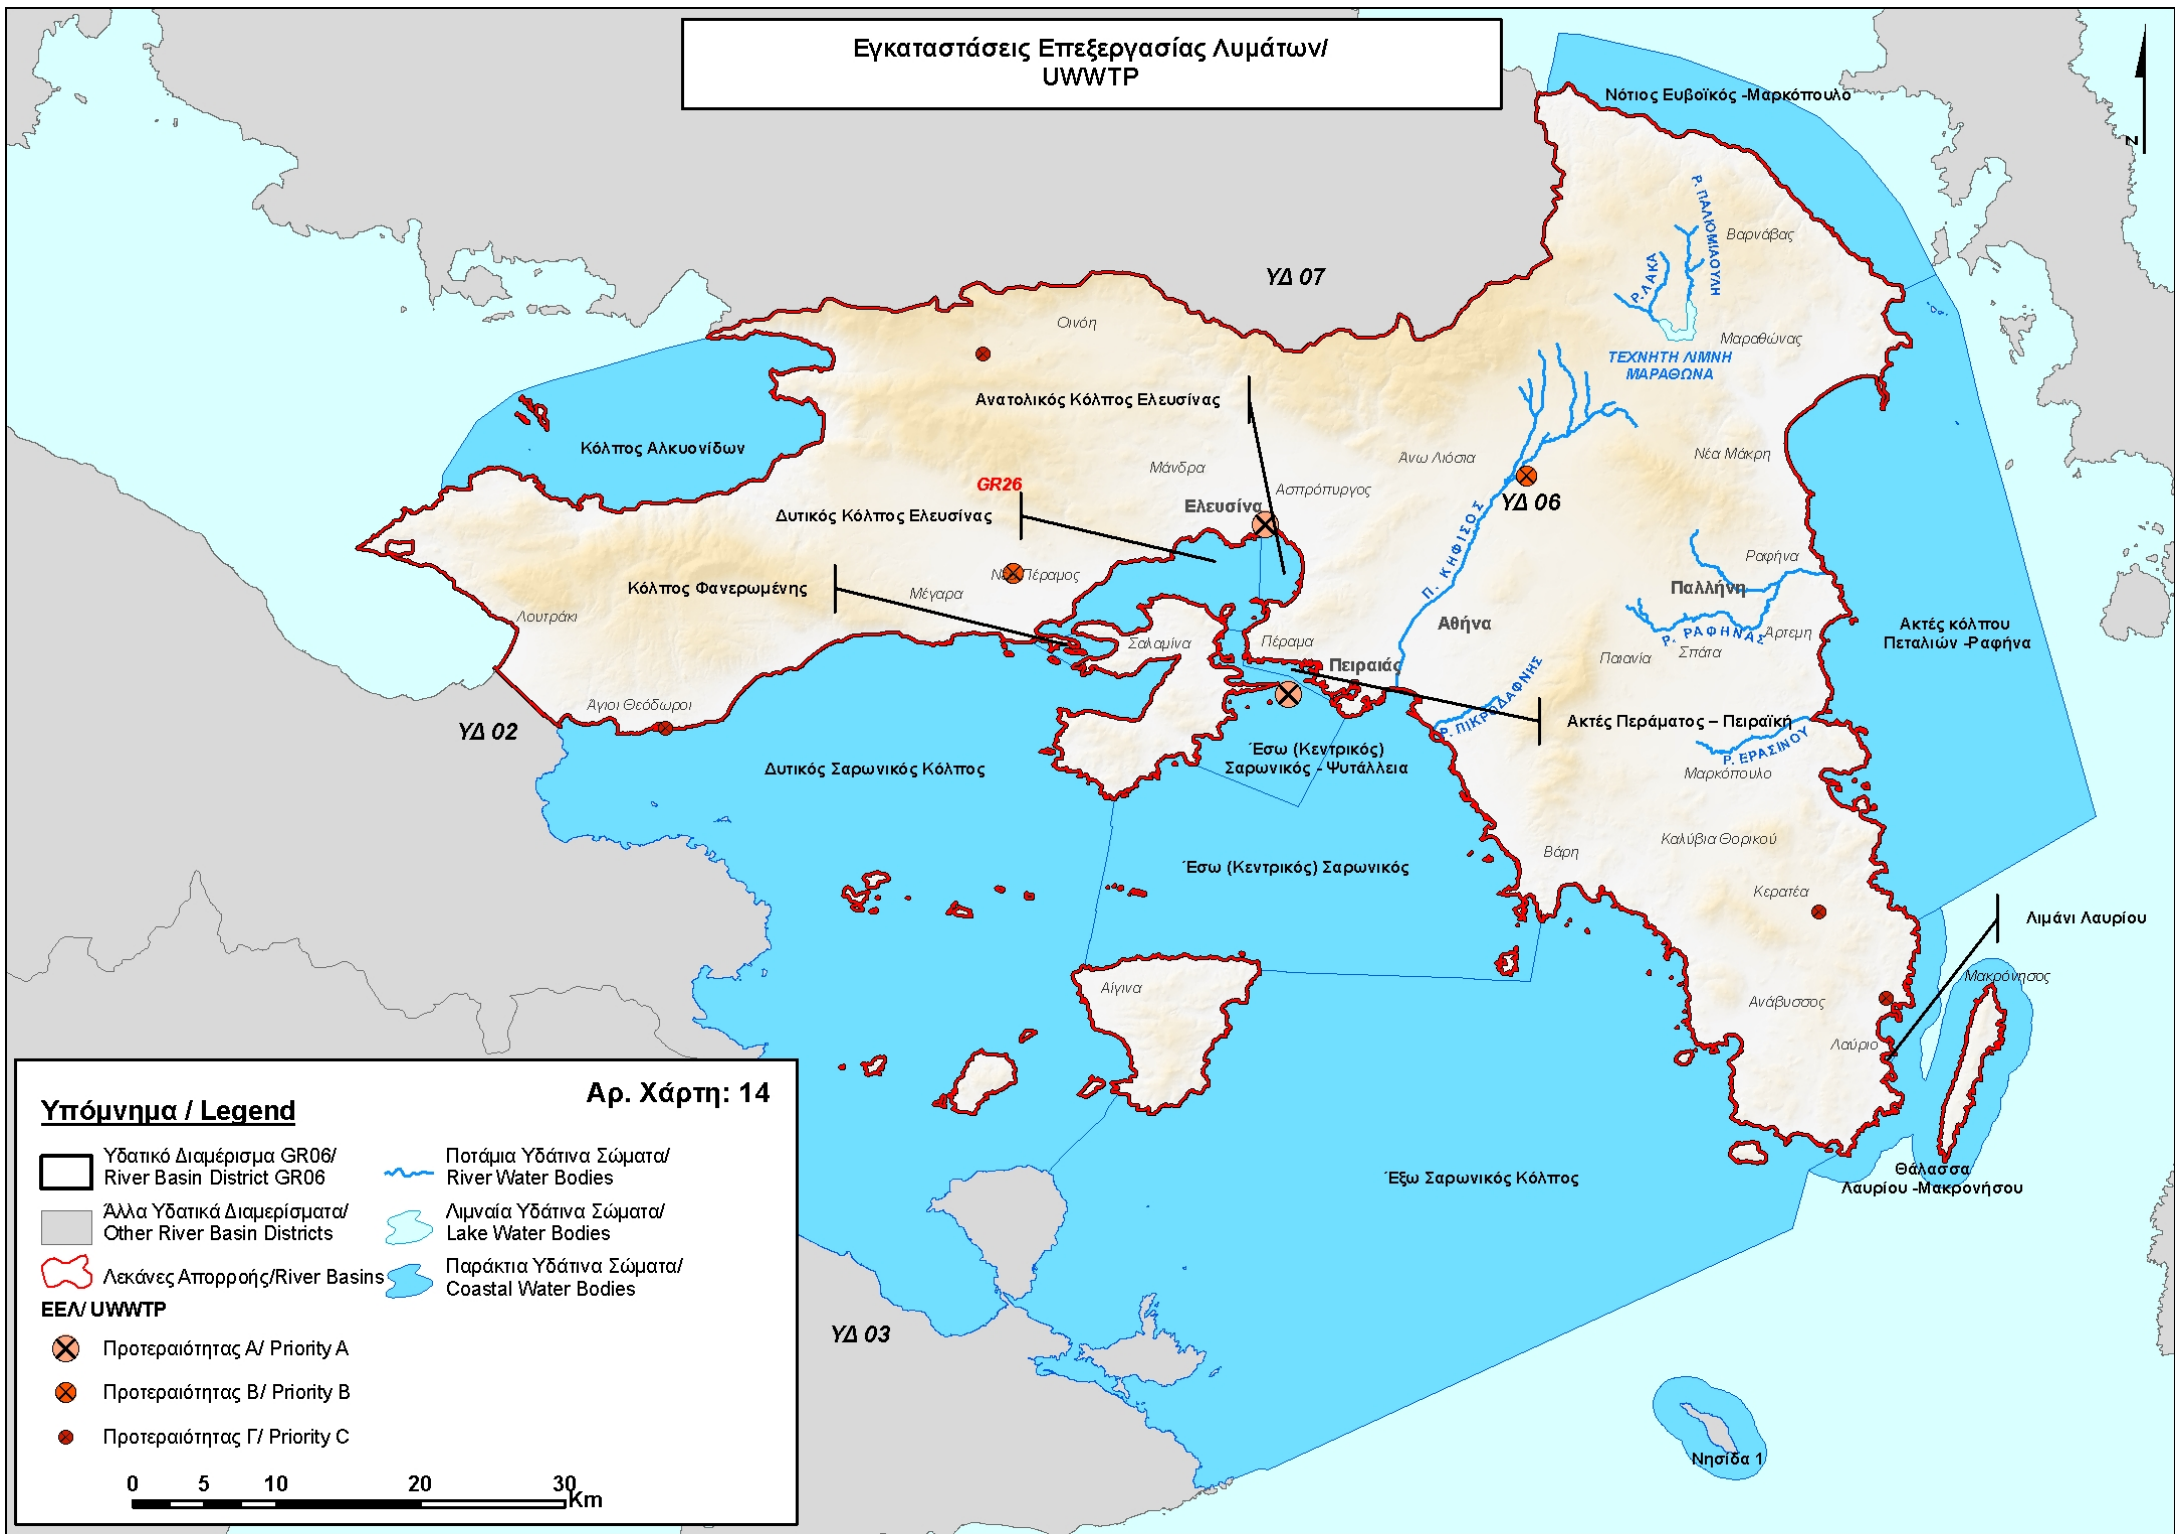 Εγκαταστάσεις Επεξεργασίας Λυμάτων/
UWWTP
Νότιος Ευβοϊκός -Μαρκόπουλο
N
Ρ. ΠΑΛΙΟΜΙΑΟΥΛΗ
Βαρνάβας
Ρ.ΛΑΚΑ
ΥΔ 07
Οινόη
Μαραθώνας
ΤΕΧΝΗΤΗ ΛΙΜΝΗ
ΜΑΡΑΘΩΝΑ
Ανατολικός Κόλπος Ελευσίνας
Κόλπος Αλκυονίδων
Μάνδρα
Άνω Λιόσια
Νέα Μάκρη
GR26
Ασπρόπυργος
Ελευσίνα
ΥΔ 06
Δυτικός Κόλπος Ελευσίνας
Π. ΚΗΦΙΣΟΣ
Ραφήνα
Νέα Πέραμος
Παλλήνη
Κόλπος Φανερωμένης
Μέγαρα
Λουτράκι
Αθήνα
Ακτές κόλπου
Πεταλιών -Ραφήνα
Ρ. ΡΑΦΗΝΑΣ
Άρτεμη
Σαλαμίνα
Πέραμα
Σπάτα
Παιανία
Πειραιάς
Ρ. ΠΙΚΡΟΔΑΦΝΗΣ
Άγιοι Θεόδωροι
Ακτές Περάματος – Πειραϊκή
ΥΔ 02
Ρ. ΕΡΑΣΙΝΟΥ
Έσω (Κεντρικός)
Σαρωνικός - Ψυτάλλεια
Δυτικός Σαρωνικός Κόλπος
Μαρκόπουλο
Καλύβια Θορικού
Βάρη
Έσω (Κεντρικός) Σαρωνικός
Κερατέα
Λιμάνι Λαυρίου
Μακρόνησος
Αίγινα
Ανάβυσσος
Λαύριο
Έξω Σαρωνικός Κόλπος
Θάλασσα
Λαυρίου -Μακρονήσου
ΥΔ 03
Νησίδα 1
Αρ. Χάρτη: 14
Υπόμνημα / Legend
Υδατικό Διαμέρισμα GR06/
River Basin District GR06
Άλλα Υδατικά Διαμερίσματα/
Other River Basin Districts
Λεκάνες Απορροής/River Basins
Ποτάμια Υδάτινα Σώματα/
River Water Bodies
Λιμναία Υδάτινα Σώματα/
Lake Water Bodies
Παράκτια Υδάτινα Σώματα/
Coastal Water Bodies
ΕΕΛ/ UWWTP
Προτεραιότητας Α/ Priority A
Προτεραιότητας Β/ Priority B
Προτεραιότητας Γ/ Priority C
0 5 10 20 30
Km